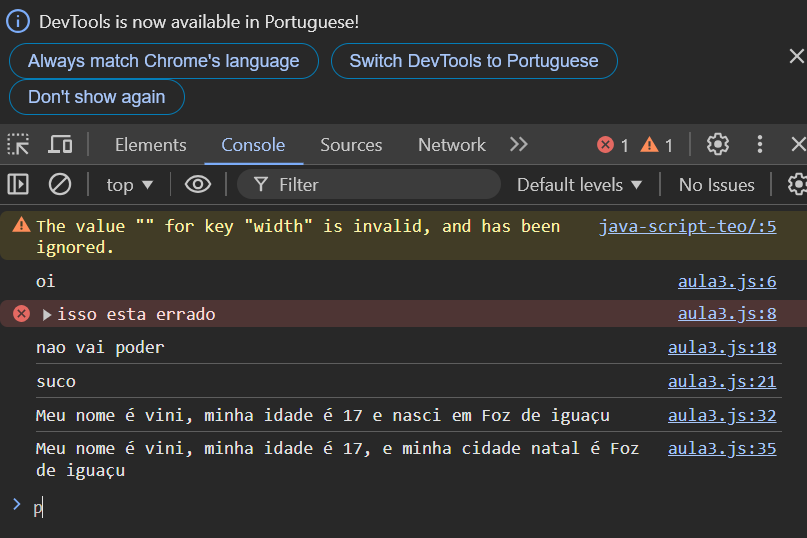 DevTools is now available in Portuguese!
Always match Chrome's language
Switch DevTools to Portuguese
Don't show again
Elements Console Sources Network 1 1
top Filter Default levels No Issues
The value "" for key "width" is invalid, and has been java-script-teo/:5
ignored.
oi aula3.js:6
isso esta errado aula3.js:8
nao vai poder aula3.js:18
suco aula3.js:21
Meu nome é vini, minha idade é 17 e nasci em Foz de iguaçu aula3.js:32
Meu nome é vini, minha idade é 17, e minha cidade natal é Foz aula3.js:35
de iguaçu
p